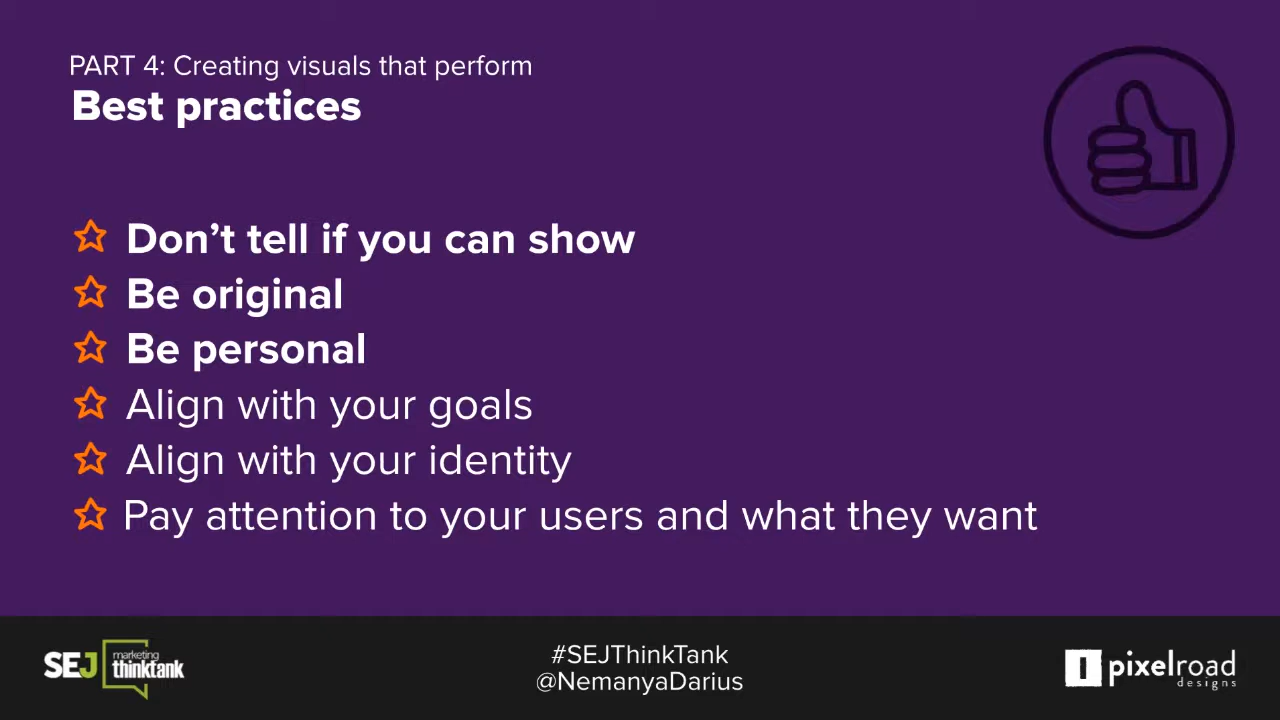 PART 4: Creating visuals that perform
Best practices
Don’t tell if you can show
Be original
Be personal
Align with your goals
Align with your identity
Pay attention to your users and what they want
SEJ marketing thinktank
#SEJThinkTank
@NemanyaDarius
pixelroad
designs